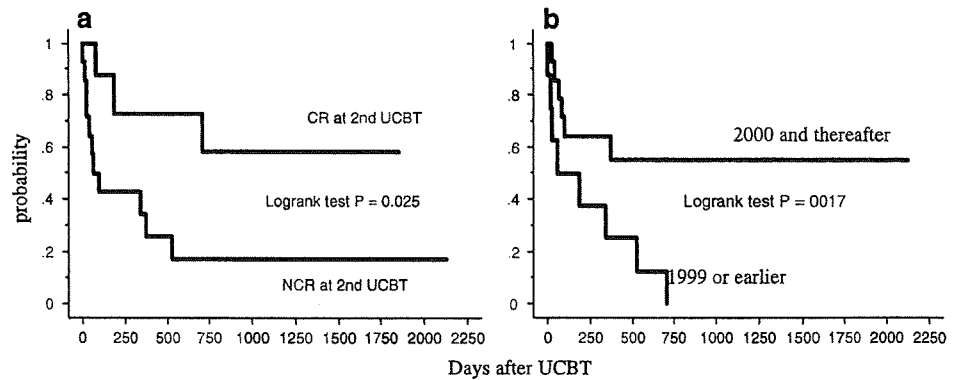 a
b
probability
1
.8
.6
.4
.2
0
CR at 2nd UCBT
Logrank test P = 0.025
NCR at 2nd UCBT
0 250 500 750 1000 1250 1500 1750 2000 2250
1
.8
.6
.4
.2
0
2000 and thereafter
Logrank test P = 0017
1999 or earlier
0 250 500 750 1000 1250 1500 1750 2000 2250
Days after UCBT